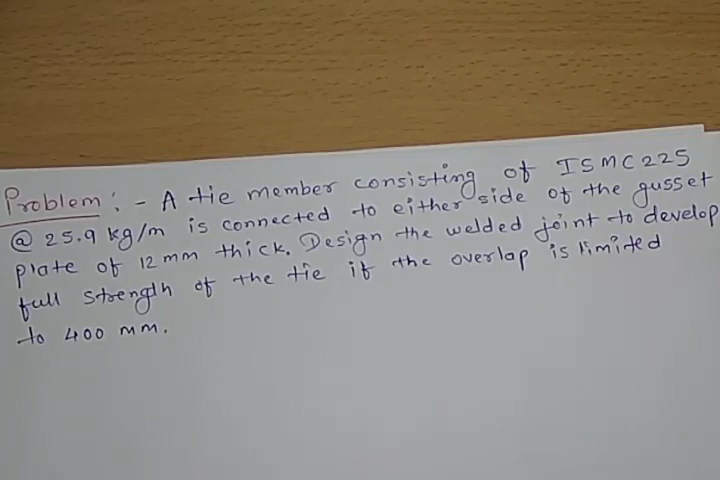 Problem : - A tie member consisting of ISMC225
@ 25.9 kg/m is connected to either side of the gusset
plate of 12 mm thick. Design the welded joint to develop
full strength of the tie if the overlap is limited
to 400 mm.